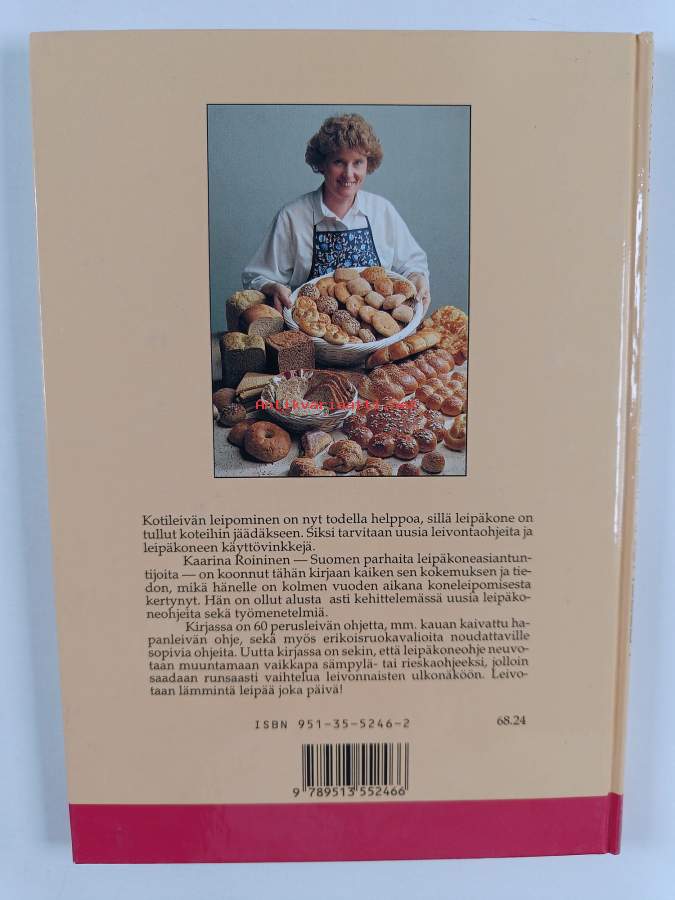 Antikvariaatti.net
Kotileivän leipominen on nyt todella helppoa, sillä leipäkone on
tullut koteihin jäädäkseen. Siksi tarvitaan uusia leivontaohjeita ja
leipäkoneen käyttövinkkejä.
Kaarina Roininen — Suomen parhaita leipäkoneasiantun-
tijoita — on koonnut tähän kirjaan kaiken sen kokemuksen ja tie-
don, mikä hänelle on kolmen vuoden aikana koneleipomisesta
kertynyt. Hän on ollut alusta asti kehittelemässä uusia leipäko-
neohjeita sekä työmenetelmiä.
Kirjassa on 60 perusleivän ohjetta, mm. kauan kaivattu ha-
panleivän ohje, sekä myös erikoisruokavalioita noudattaville
sopivia ohjeita. Uutta kirjassa on sekin, että leipäkoneohje neuvo-
taan muuntamaan vaikkapa sämpylä- tai rieskaohjeeksi, jolloin
saadaan runsaasti vaihtelua leivonnaisten ulkonäköön. Leivo-
taan lämmintä leipää joka päivä!
ISBN 951-35-5246-2
68.24
9 789513 552466